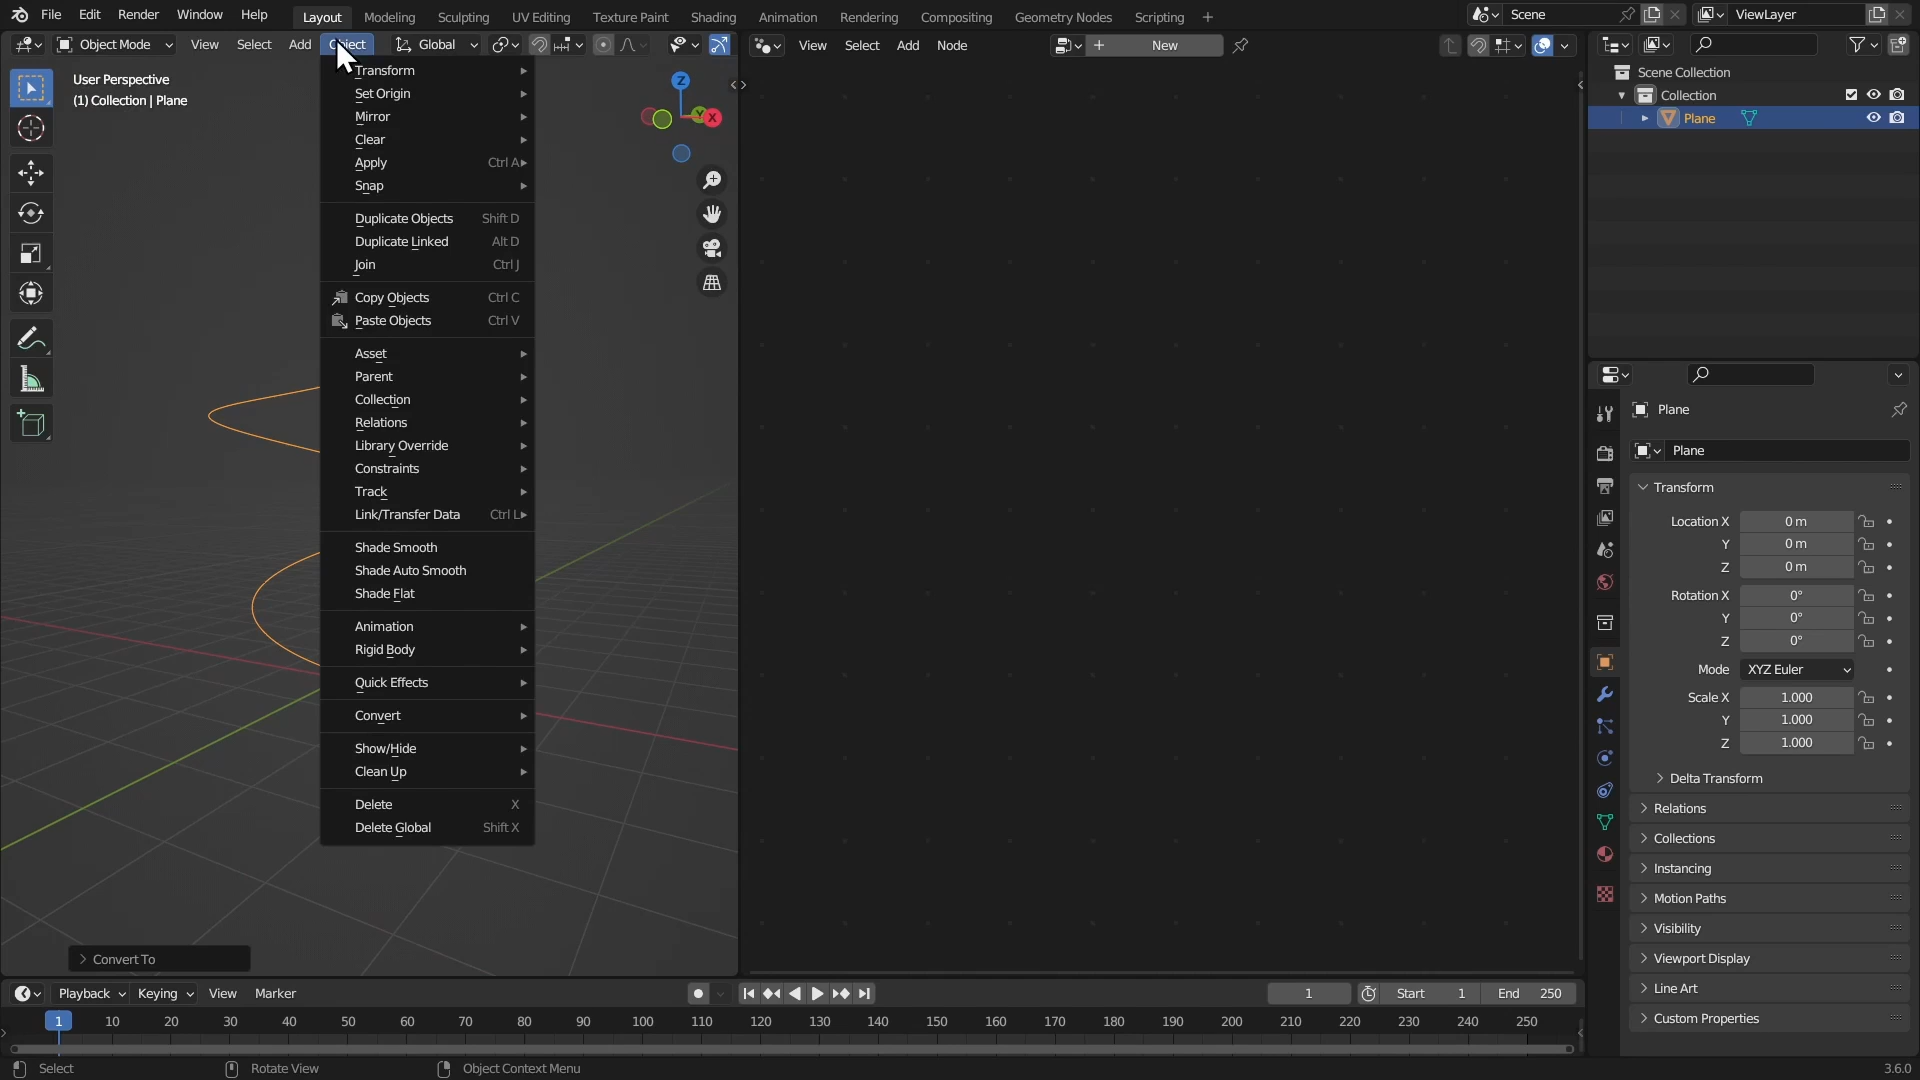 File Edit Render Window Help Layout Modeling Sculpting UV Editing Texture Paint Shading Animation Rendering Compositing Geometry Nodes Scripting + Scene ViewLayer
Object Mode View Select Add Object Global View Select Add Node + New
User Perspective
(1) Collection | Plane
Z
Y
X
Transform
Set Origin
Mirror
Clear
Apply Ctrl A
Snap
Duplicate Objects Shift D
Duplicate Linked Alt D
Join Ctrl J
Copy Objects Ctrl C
Paste Objects Ctrl V
Asset
Parent
Collection
Relations
Library Override
Constraints
Track
Link/Transfer Data Ctrl L
Shade Smooth
Shade Auto Smooth
Shade Flat
Animation
Rigid Body
Quick Effects
Convert
Show/Hide
Clean Up
Delete X
Delete Global Shift X
Convert To
Scene Collection
Collection
Plane
Plane
Plane
Transform
Location X 0 m
Y 0 m
Z 0 m
Rotation X 0°
Y 0°
Z 0°
Mode XYZ Euler
Scale X 1.000
Y 1.000
Z 1.000
Delta Transform
Relations
Collections
Instancing
Motion Paths
Visibility
Viewport Display
Line Art
Custom Properties
Playback Keying View Marker 1 Start 1 End 250
1 10 20 30 40 50 60 70 80 90 100 110 120 130 140 150 160 170 180 190 200 210 220 230 240 250
Select Rotate View Object Context Menu 3.6.0